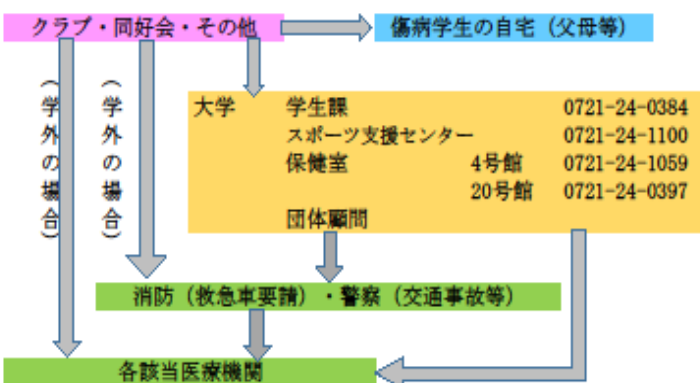 クラブ・同好会・その他
傷病学生の自宅（父母等）
（学外の場合）
（学外の場合）
大学 学生課 0721-24-0384
スポーツ支援センター 0721-24-1100
保健室 4号館 0721-24-1059
20号館 0721-24-0397
団体顧問
消防（救急車要請）・警察（交通事故等）
各該当医療機関